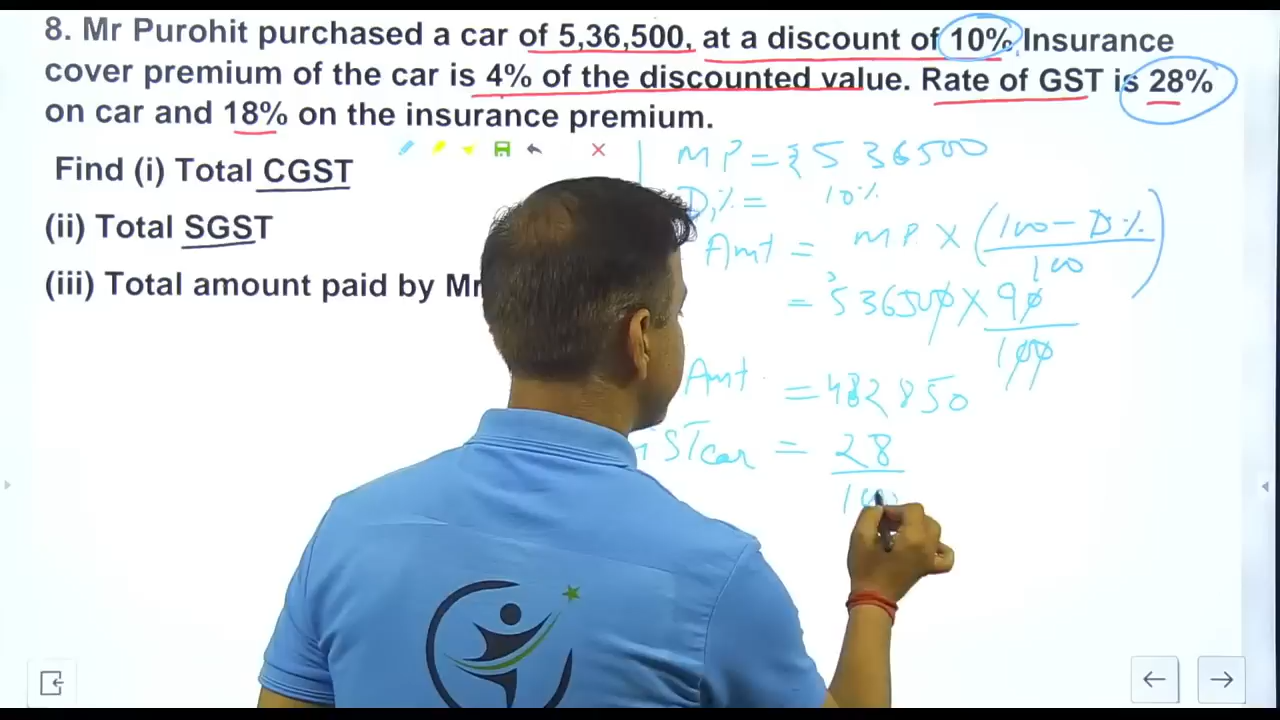 8. Mr Purohit purchased a car of 5,36,500, at a discount of 10%. Insurance
cover premium of the car is 4% of the discounted value. Rate of GST is 28%
on car and 18% on the insurance premium.
Find (i) Total CGST
(ii) Total SGST
(iii) Total amount paid by Mr
MP = ₹536500
D% = 10%
Amt = MP × (100 - D% / 100)
= 536500 × 90 / 100
Amt = 482850
GST car = 28 / 100